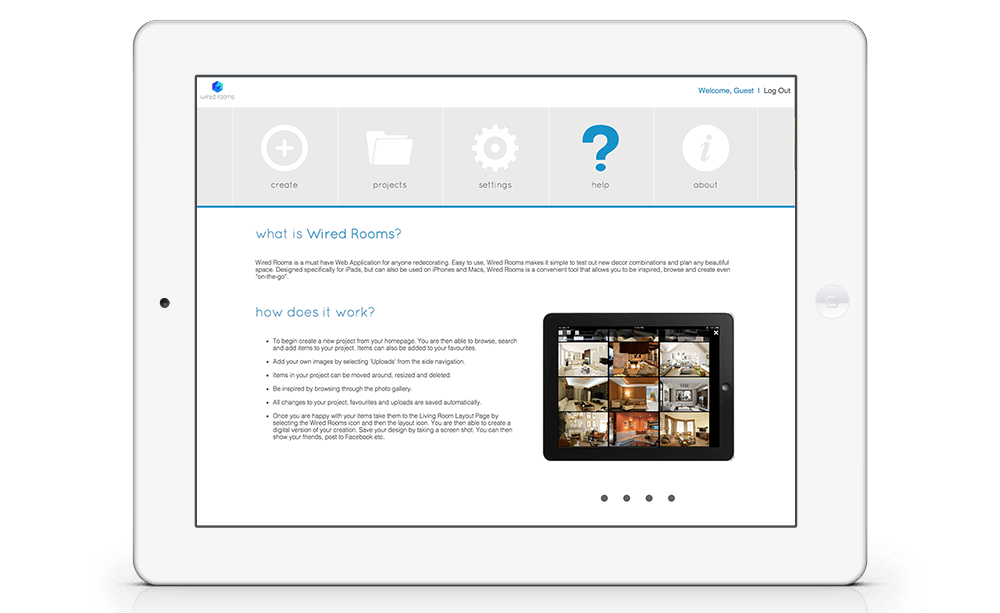 wired rooms
Welcome, Guest | Log Out
create projects settings help about
what is Wired Rooms?
Wired Rooms is a must have Web Application for anyone redecorating. Easy to use, Wired Rooms makes it simple to test out new decor combinations and plan any beautiful
space. Designed specifically for iPads, but can also be used on iPhones and Macs, Wired Rooms is a convenient tool that allows you to be inspired, browse and create even
"on-the-go".
how does it work?
• To begin create a new project from your homepage. You are then able to browse, search
and add items to your project. Items can also be added to your favourites.
• Add your own images by selecting 'Uploads' from the side navigation.
• Items in your project can be moved around, resized and deleted.
• Be inspired by browsing through the photo gallery.
• All changes to your project, favourites and uploads are saved automatically.
• Once you are happy with your items take them to the Living Room Layout Page by
selecting the Wired Rooms icon and then the layout icon. You are then able to create a
digital version of your creation. Save your design by taking a screen shot. You can then
show your friends, post to Facebook etc.